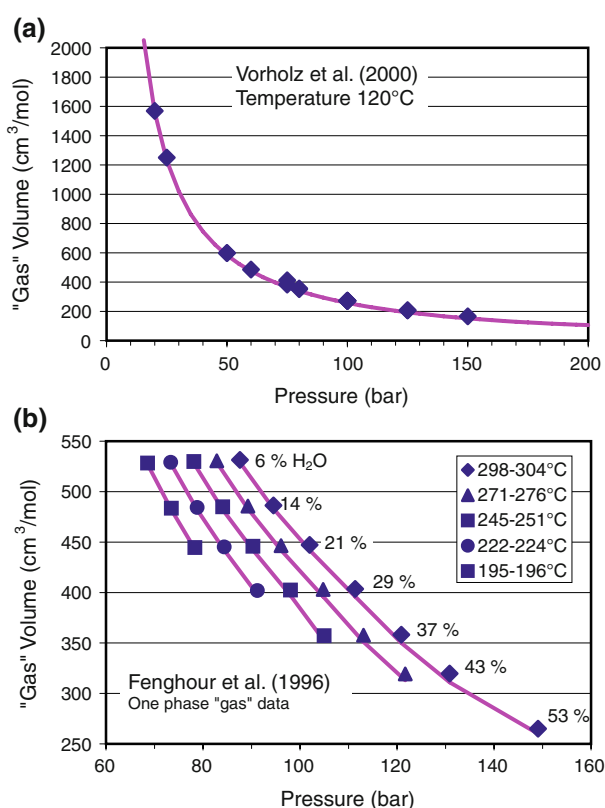 (a)
2000
1800
1600
1400
1200
1000
800
600
400
200
0
"Gas" Volume (cm³/mol)
Vorholz et al. (2000)
Temperature 120°C
0 50 100 150 200
Pressure (bar)
(b)
550
500
450
400
350
300
250
"Gas" Volume (cm³/mol)
6 % H₂O
14 %
21 %
29 %
37 %
43 %
53 %
298-304°C
271-276°C
245-251°C
222-224°C
195-196°C
Fenghour et al. (1996)
One phase "gas" data
60 80 100 120 140 160
Pressure (bar)